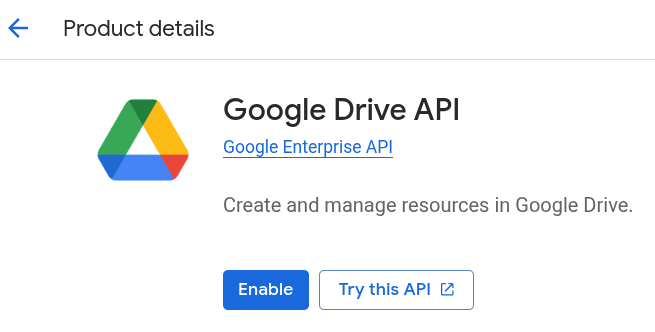 Product details
Google Drive API
Google Enterprise API
Create and manage resources in Google Drive.
Enable
Try this API